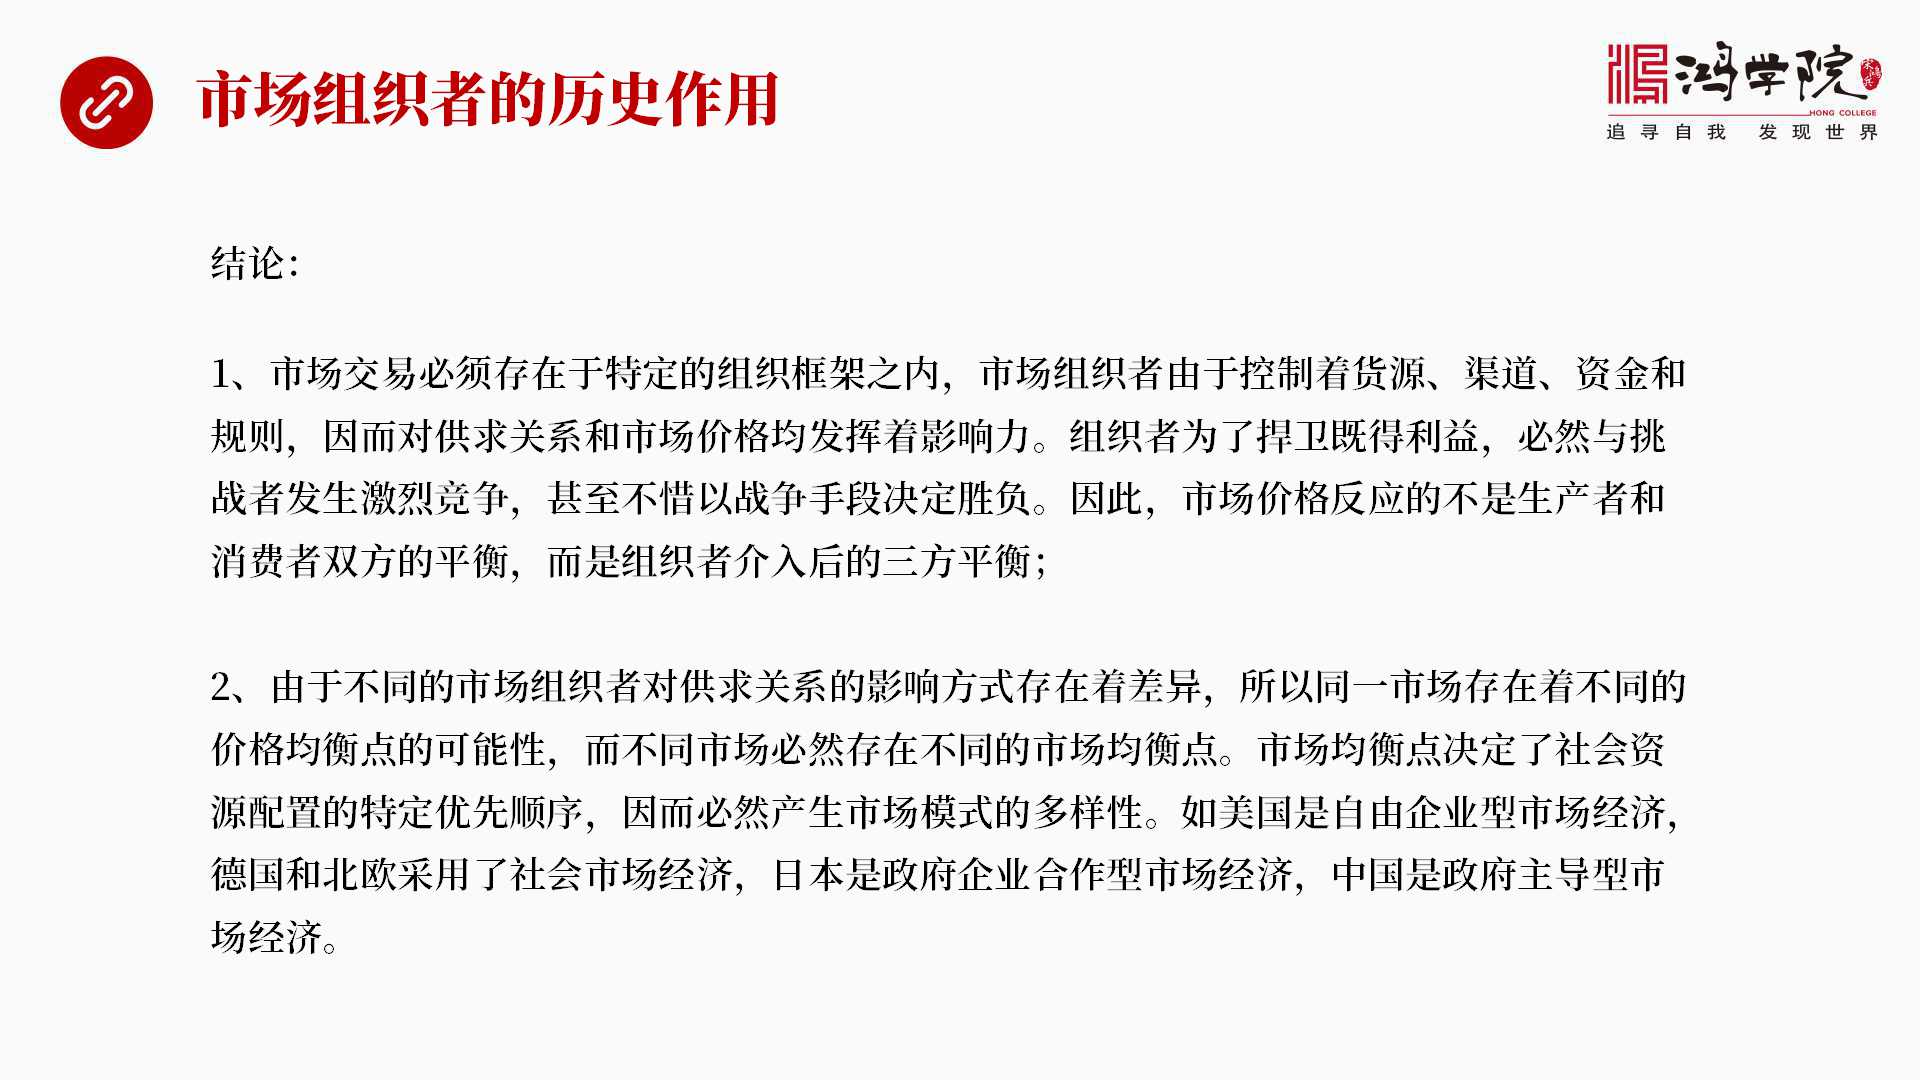 市场组织者的历史作用
鸿学院
宋鸿兵
HONG COLLEGE
追寻自我 发现世界
结论：
1、市场交易必须存在于特定的组织框架之内，市场组织者由于控制着货源、渠道、资金和
规则，因而对供求关系和市场价格均发挥着影响力。组织者为了捍卫既得利益，必然与挑
战者发生激烈竞争，甚至不惜以战争手段决定胜负。因此，市场价格反应的不是生产者和
消费者双方的平衡，而是组织者介入后的三方平衡；
2、由于不同的市场组织者对供求关系的影响方式存在着差异，所以同一市场存在着不同的
价格均衡点的可能性，而不同市场必然存在不同的市场均衡点。市场均衡点决定了社会资
源配置的特定优先顺序，因而必然产生市场模式的多样性。如美国是自由企业型市场经济，
德国和北欧采用了社会市场经济，日本是政府企业合作型市场经济，中国是政府主导型市
场经济。